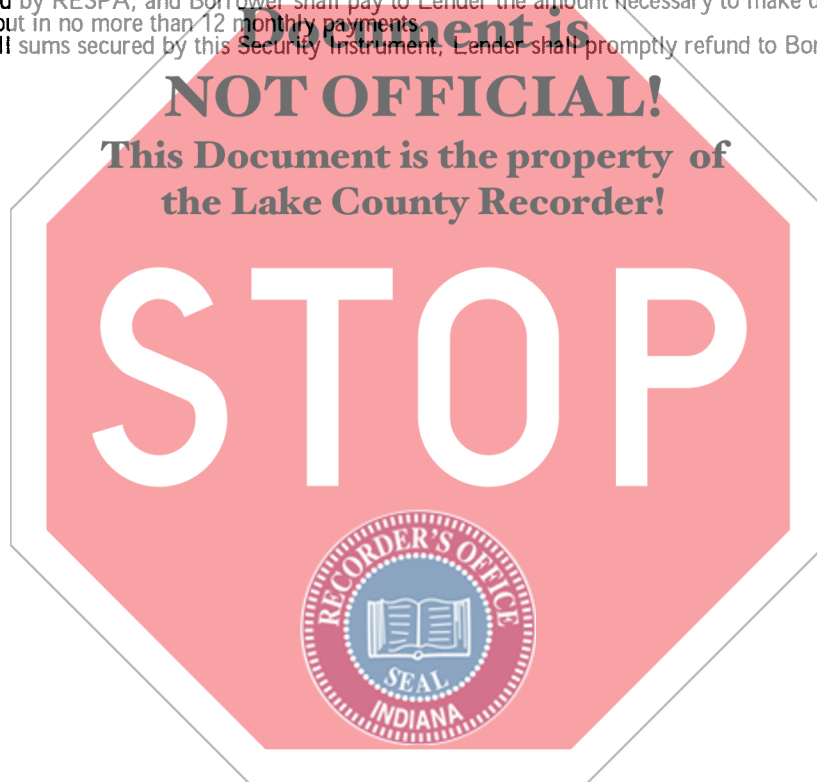 d by RESPA, and Borrower shall pay to Lender the amount necessary to make u
out in no more than 12 monthly payments.
ll sums secured by this Security Instrument, Lender shall promptly refund to Bor
Document is
NOT OFFICIAL!
This Document is the property of
the Lake County Recorder!
STOP
RECORDER'S OFFICE
SEAL
INDIANA